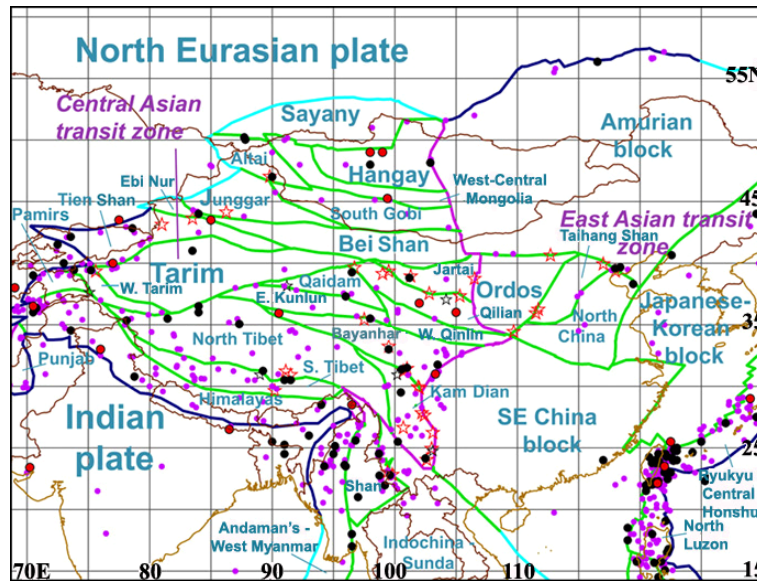 North Eurasian plate
55N
Central Asian
transit zone
Sayany
Amurian
block
Altai
Ebi Nur
Hangay
West-Central
Mongolia
45
Tien Shan
Junggar
Pamirs
South Gobi
East Asian transit
zone
Taihang Shan
Bei Shan
Tarim
Jartai
W. Tarim
Qaidam
Ordos
E. Kunlun
Qilian
North
China
Japanese-
Korean
block
35
North Tibet
Bayanhar
W. Qinlin
Punjab
S. Tibet
Himalayas
Kam Dian
Indian
plate
SE China
block
25
Shan
Ryukyu
Central
Honshu
Andaman's -
West Myanmar
Indochina
Sunda
North
Luzon
70E
80
90
100
110
15